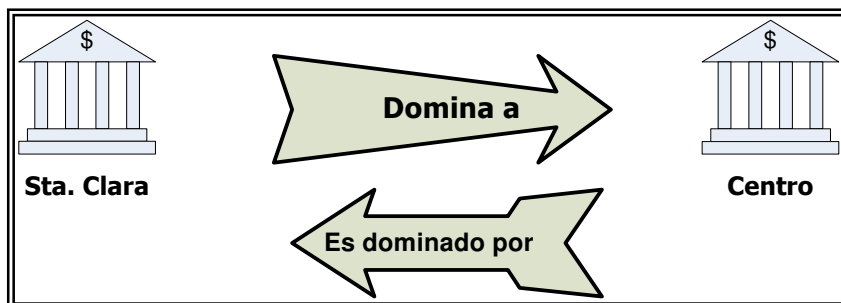 $ $
Domina a
Sta. Clara Centro
Es dominado por